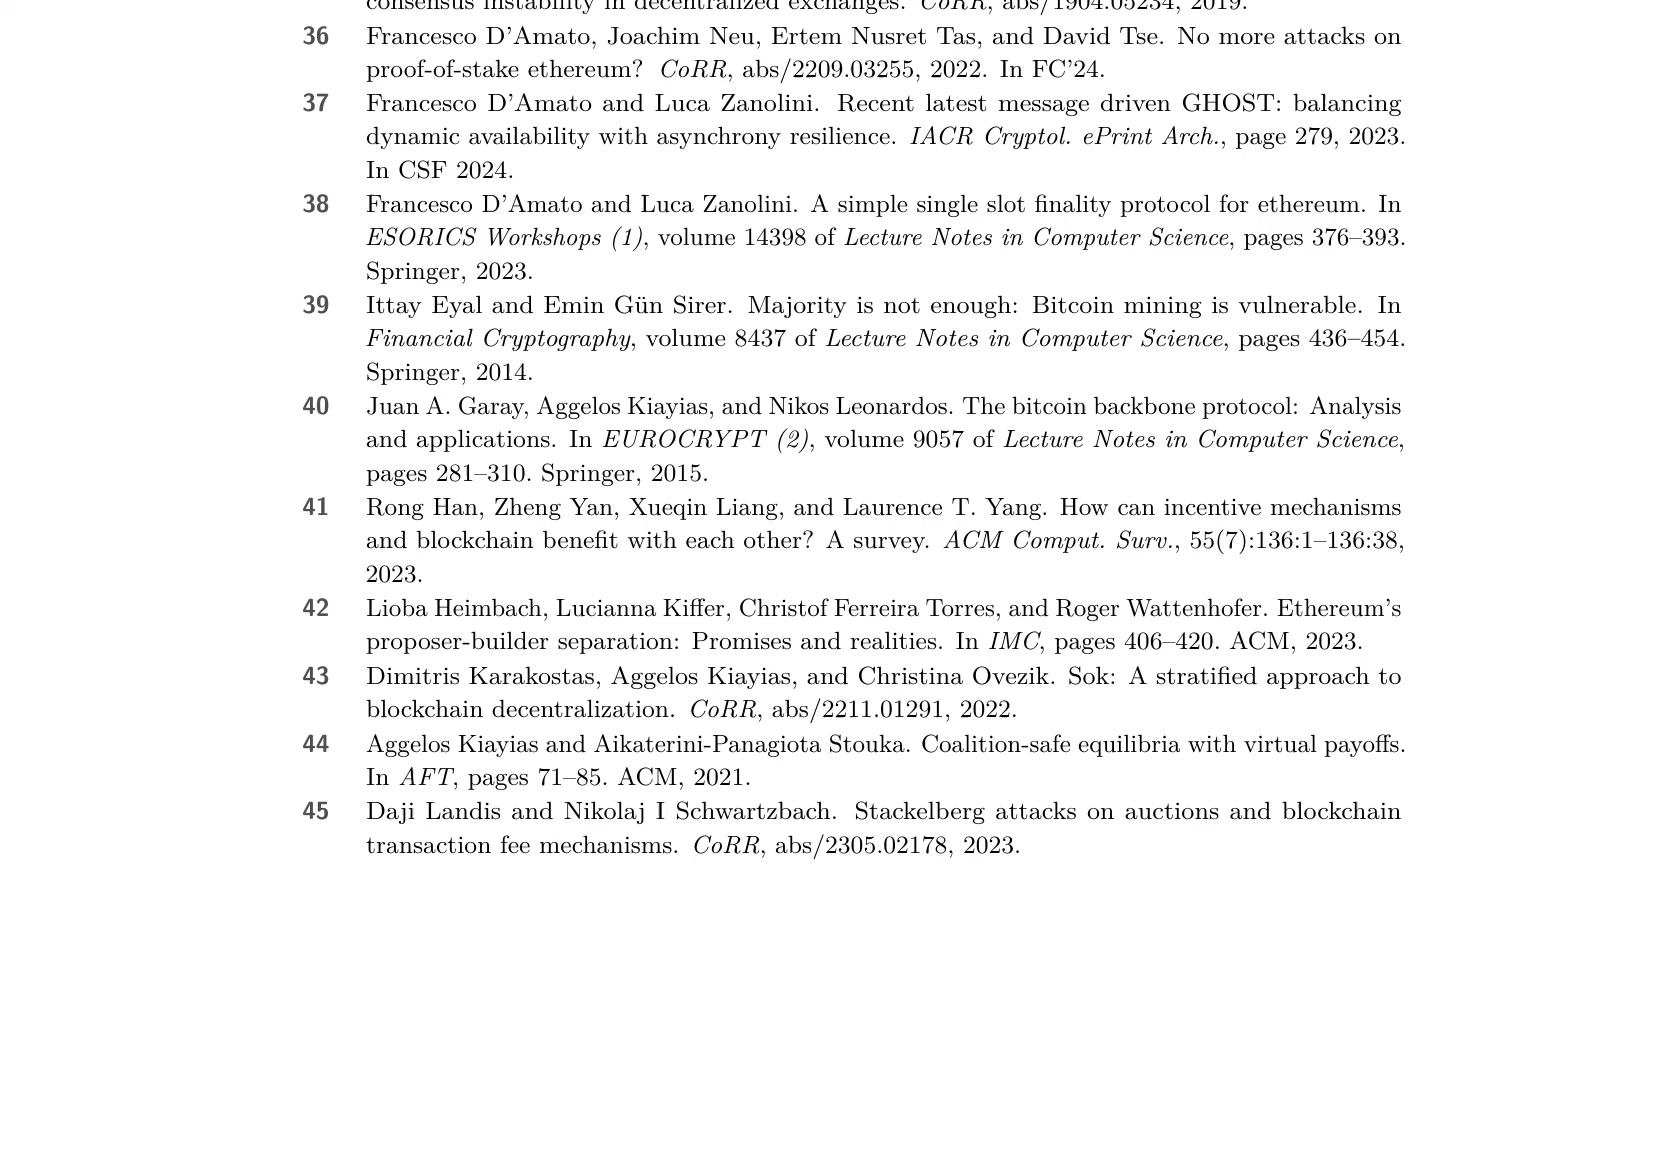 consensus instability in decentralized exchanges. CoRR, abs/1904.05234, 2019.
36 Francesco D'Amato, Joachim Neu, Ertem Nusret Tas, and David Tse. No more attacks on
proof-of-stake ethereum? CoRR, abs/2209.03255, 2022. In FC'24.
37 Francesco D'Amato and Luca Zanolini. Recent latest message driven GHOST: balancing
dynamic availability with asynchrony resilience. IACR Cryptol. ePrint Arch., page 279, 2023.
In CSF 2024.
38 Francesco D'Amato and Luca Zanolini. A simple single slot finality protocol for ethereum. In
ESORICS Workshops (1), volume 14398 of Lecture Notes in Computer Science, pages 376–393.
Springer, 2023.
39 Ittay Eyal and Emin Gün Sirer. Majority is not enough: Bitcoin mining is vulnerable. In
Financial Cryptography, volume 8437 of Lecture Notes in Computer Science, pages 436–454.
Springer, 2014.
40 Juan A. Garay, Aggelos Kiayias, and Nikos Leonardos. The bitcoin backbone protocol: Analysis
and applications. In EUROCRYPT (2), volume 9057 of Lecture Notes in Computer Science,
pages 281–310. Springer, 2015.
41 Rong Han, Zheng Yan, Xueqin Liang, and Laurence T. Yang. How can incentive mechanisms
and blockchain benefit with each other? A survey. ACM Comput. Surv., 55(7):136:1–136:38,
2023.
42 Lioba Heimbach, Lucianna Kiffer, Christof Ferreira Torres, and Roger Wattenhofer. Ethereum's
proposer-builder separation: Promises and realities. In IMC, pages 406–420. ACM, 2023.
43 Dimitris Karakostas, Aggelos Kiayias, and Christina Ovezik. Sok: A stratified approach to
blockchain decentralization. CoRR, abs/2211.01291, 2022.
44 Aggelos Kiayias and Aikaterini-Panagiota Stouka. Coalition-safe equilibria with virtual payoffs.
In AFT, pages 71–85. ACM, 2021.
45 Daji Landis and Nikolaj I Schwartzbach. Stackelberg attacks on auctions and blockchain
transaction fee mechanisms. CoRR, abs/2305.02178, 2023.